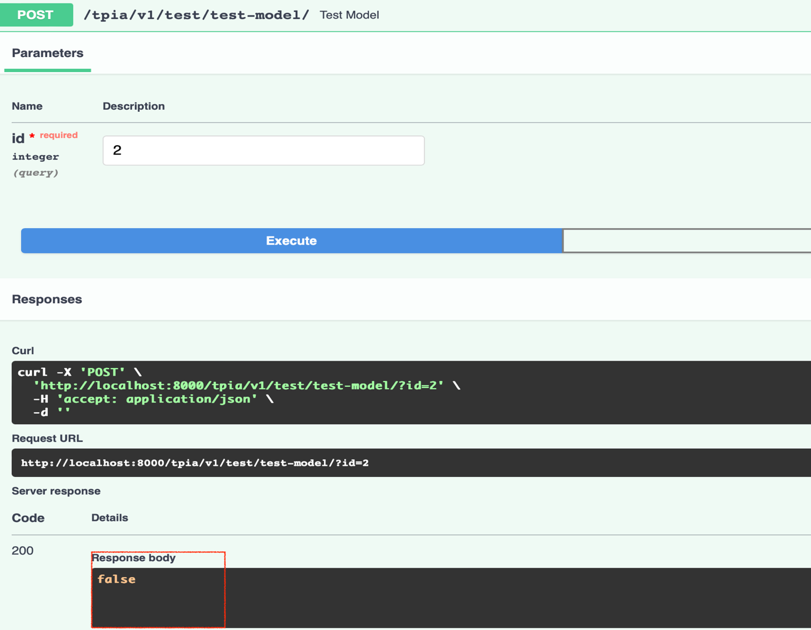 POST /tpia/v1/test/test-model/ Test Model
Parameters
Name Description
id * required
integer
(query)
2
Execute
Responses
Curl
curl -X 'POST' \
'http://localhost:8000/tpia/v1/test/test-model/?id=2' \
-H 'accept: application/json' \
-d ''
Request URL
http://localhost:8000/tpia/v1/test/test-model/?id=2
Server response
Code Details
200
Response body
false